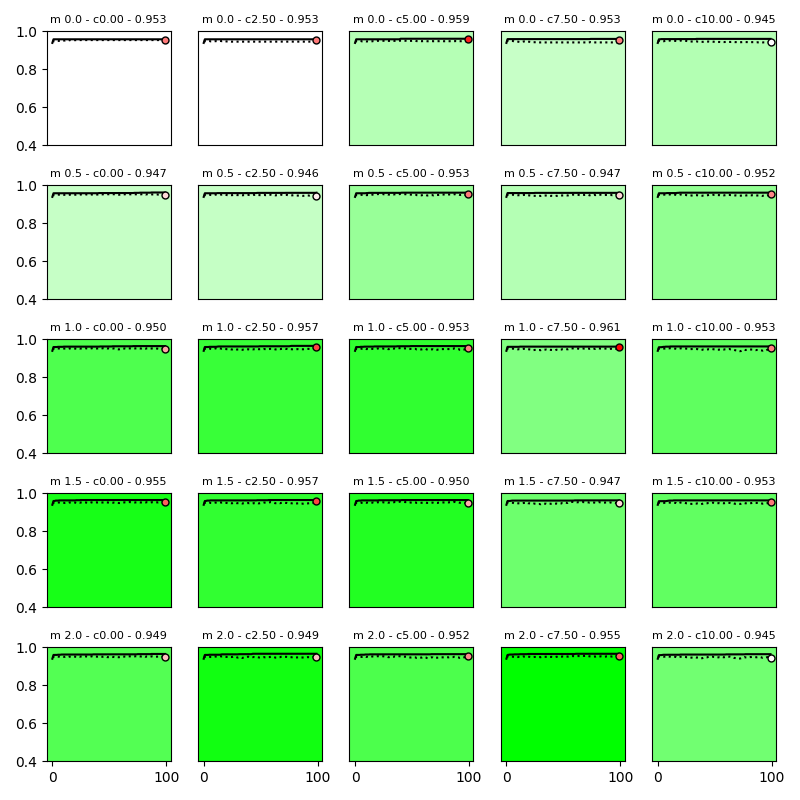 m 0.0 - c0.00 - 0.953
m 0.0 - c2.50 - 0.953
m 0.0 - c5.00 - 0.959
m 0.0 - c7.50 - 0.953
m 0.0 - c10.00 - 0.945
1.0
0.8
0.6
0.4
m 0.5 - c0.00 - 0.947
m 0.5 - c2.50 - 0.946
m 0.5 - c5.00 - 0.953
m 0.5 - c7.50 - 0.947
m 0.5 - c10.00 - 0.952
1.0
0.8
0.6
0.4
m 1.0 - c0.00 - 0.950
m 1.0 - c2.50 - 0.957
m 1.0 - c5.00 - 0.953
m 1.0 - c7.50 - 0.961
m 1.0 - c10.00 - 0.953
1.0
0.8
0.6
0.4
m 1.5 - c0.00 - 0.955
m 1.5 - c2.50 - 0.957
m 1.5 - c5.00 - 0.950
m 1.5 - c7.50 - 0.947
m 1.5 - c10.00 - 0.953
1.0
0.8
0.6
0.4
m 2.0 - c0.00 - 0.949
m 2.0 - c2.50 - 0.949
m 2.0 - c5.00 - 0.952
m 2.0 - c7.50 - 0.955
m 2.0 - c10.00 - 0.945
1.0
0.8
0.6
0.4
0 100
0 100
0 100
0 100
0 100